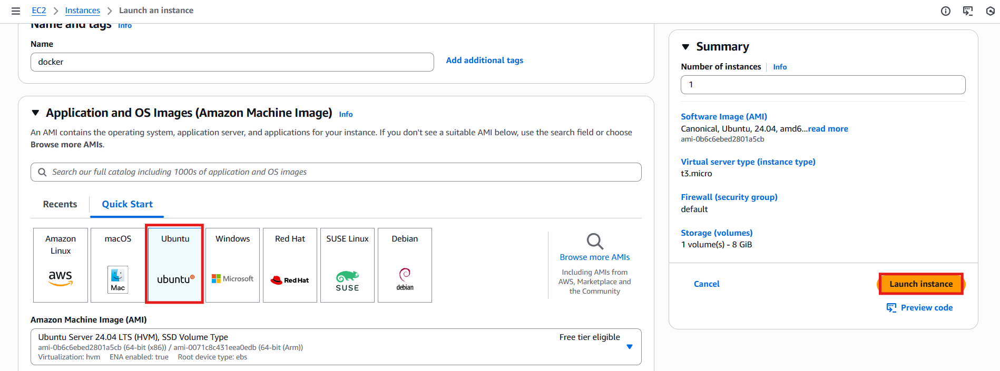 EC2 > Instances > Launch an instance
Name and tags Info
Name
docker
Add additional tags
Application and OS Images (Amazon Machine Image) Info
An AMI contains the operating system, application server, and applications for your instance. If you don't see a suitable AMI below, use the search field or choose
Browse more AMIs.
Search our full catalog including 1000s of application and OS images
Recents
Quick Start
Amazon
Linux
aws
macOS
Mac
Ubuntu
ubuntu
Windows
Microsoft
Red Hat
Red Hat
SUSE Linux
SUSE
Debian
debian
Browse more AMIs
Including AMIs from
AWS, Marketplace and
the Community
Amazon Machine Image (AMI)
Ubuntu Server 24.04 LTS (HVM), SSD Volume Type
Free tier eligible
ami-0b6c6ebed2801a5cb (64-bit (x86)) / ami-0071c8c431eea0edb (64-bit (Arm))
Virtualization: hvm ENA enabled: true Root device type: ebs
Summary
Number of instances Info
1
Software Image (AMI)
Canonical, Ubuntu, 24.04, amd6...read more
ami-0b6c6ebed2801a5cb
Virtual server type (instance type)
t3.micro
Firewall (security group)
default
Storage (volumes)
1 volume(s) - 8 GiB
Cancel
Launch instance
Preview code